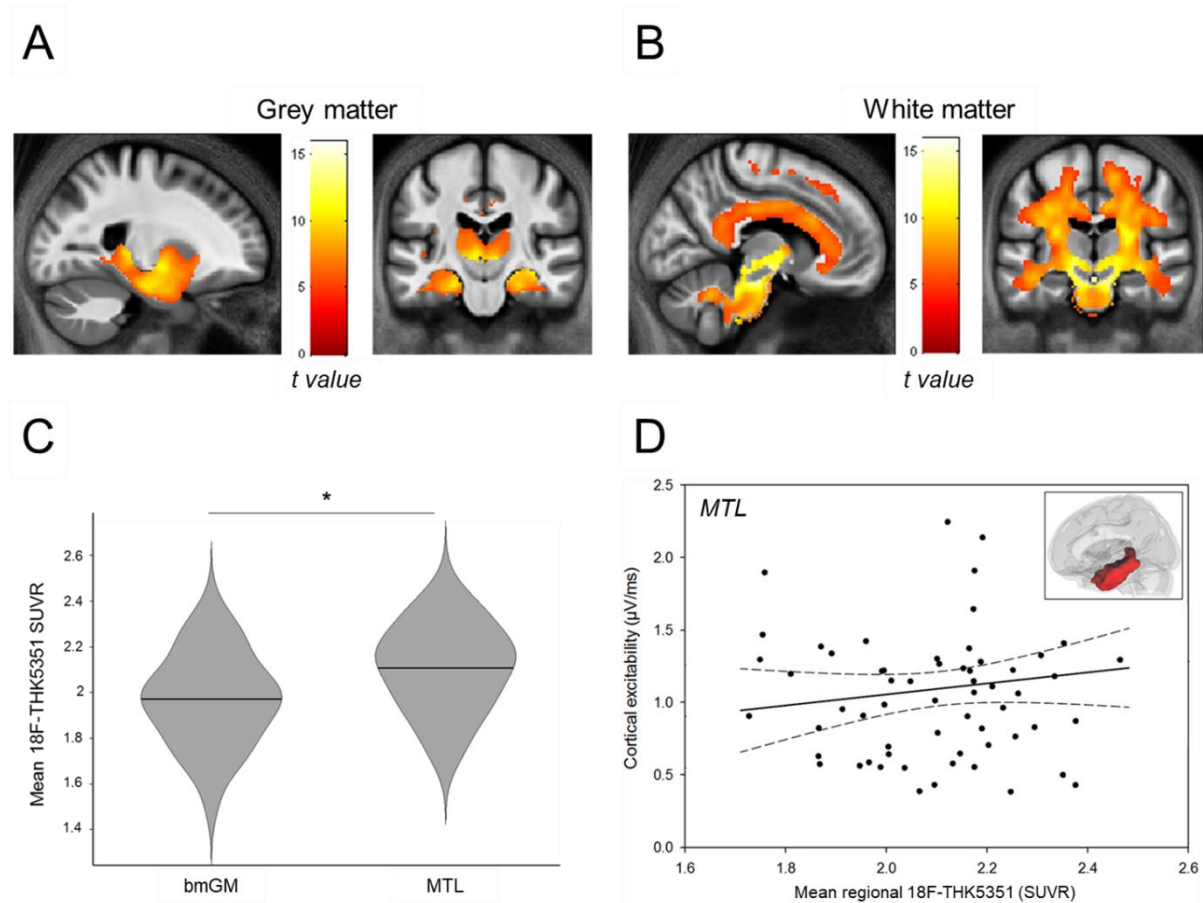 A
B
Grey matter
White matter
15
10
5
0
t value
15
10
5
0
t value
C
D
*
Mean 18F-THK5351 SUVR
2.6
2.4
2.2
2
1.8
1.6
1.4
bmGM
MTL
MTL
Cortical excitability (µV/ms)
2.5
2.0
1.5
1.0
0.5
0.0
1.6
1.8
2.0
2.2
2.4
2.6
Mean regional 18F-THK5351 (SUVR)